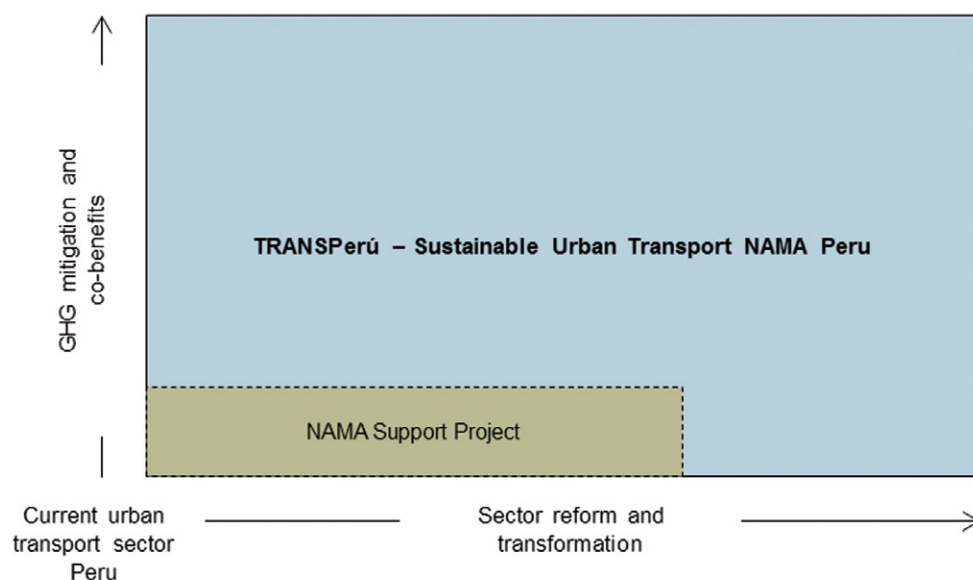 GHG mitigation and
co-benefits
TRANSPerú – Sustainable Urban Transport NAMA Peru
NAMA Support Project
Current urban
transport sector
Peru
Sector reform and
transformation